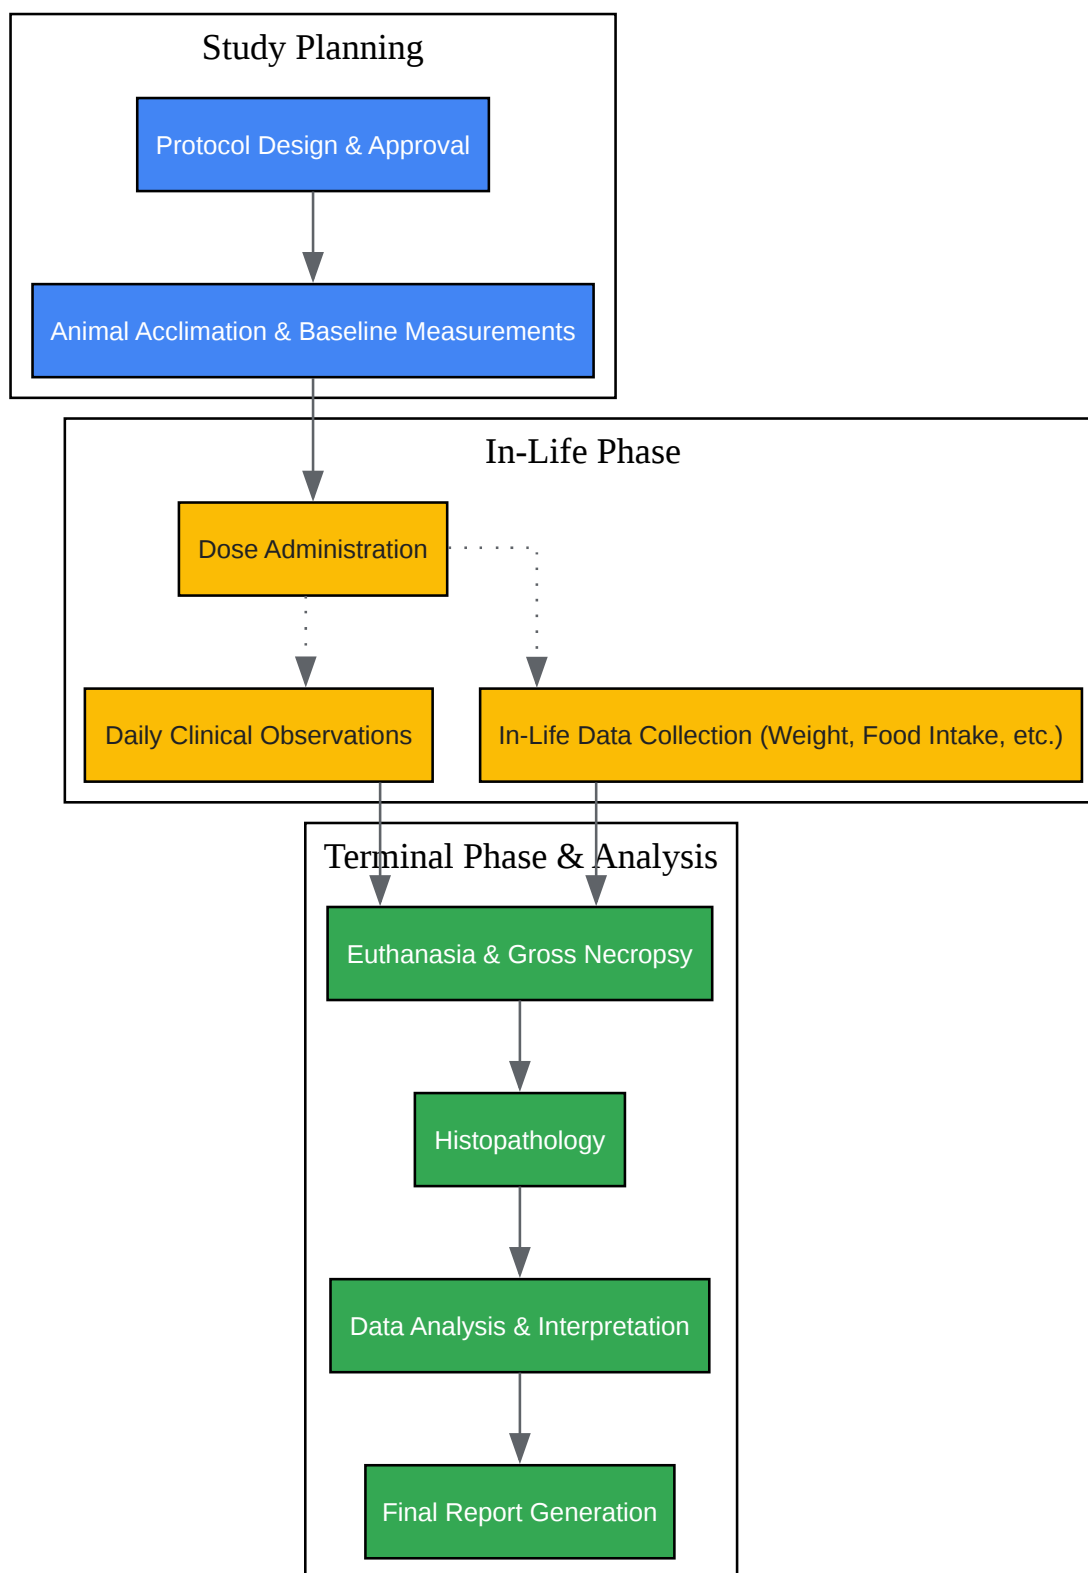 Study Planning
Protocol Design & Approval
Animal Acclimation & Baseline Measurements
In-Life Phase
Dose Administration
Daily Clinical Observations
In-Life Data Collection (Weight, Food Intake, etc.)
Terminal Phase & Analysis
Euthanasia & Gross Necropsy
Histopathology
Data Analysis & Interpretation
Final Report Generation